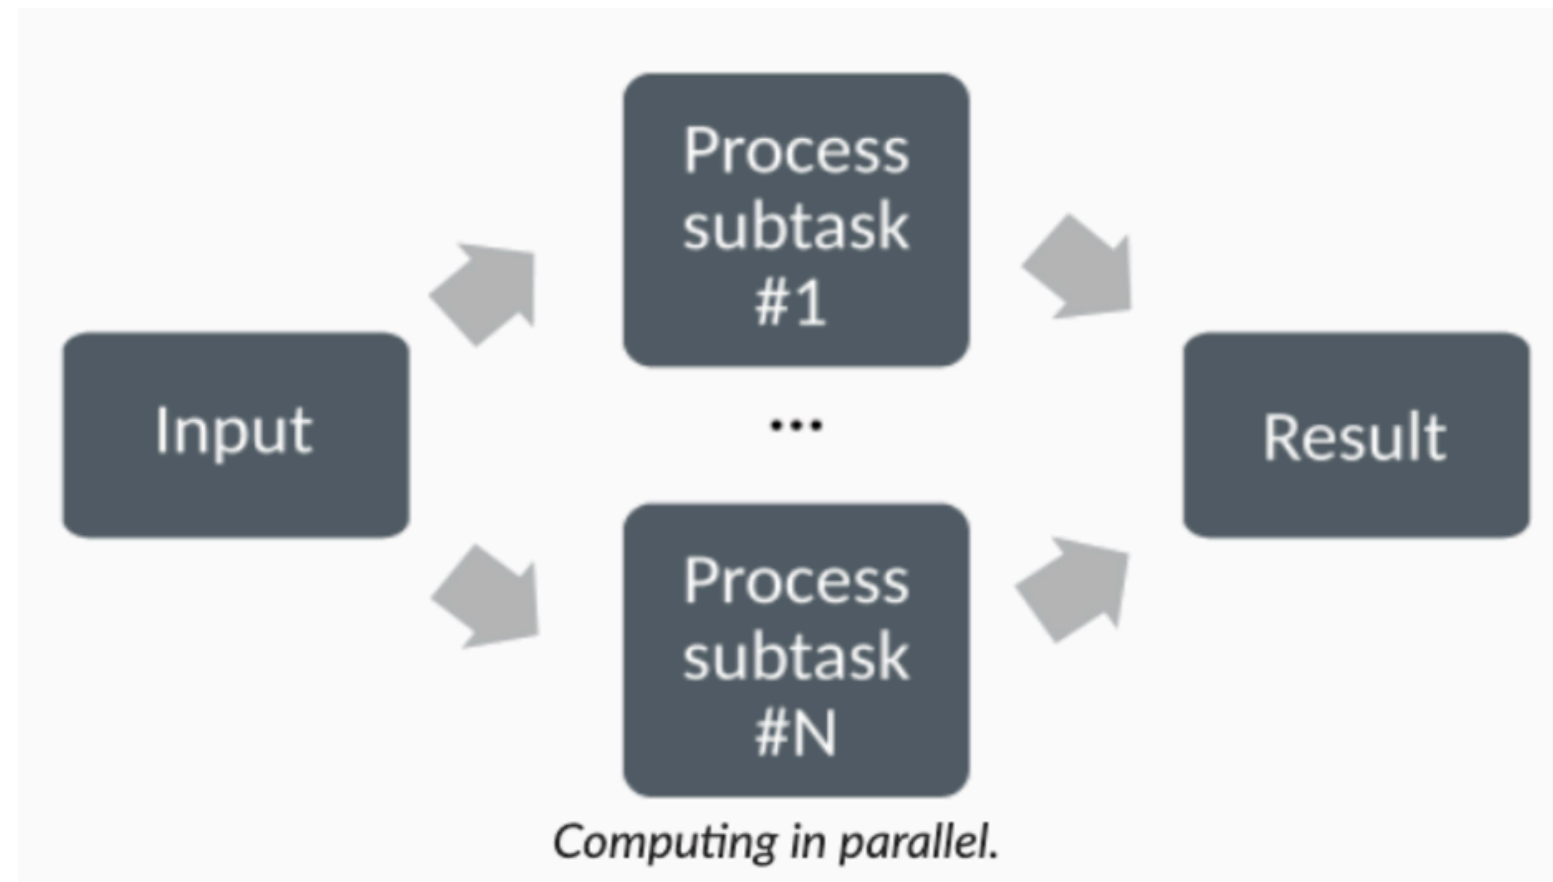 Process
subtask
#1
Input
...
Result
Process
subtask
#N
Computing in parallel.